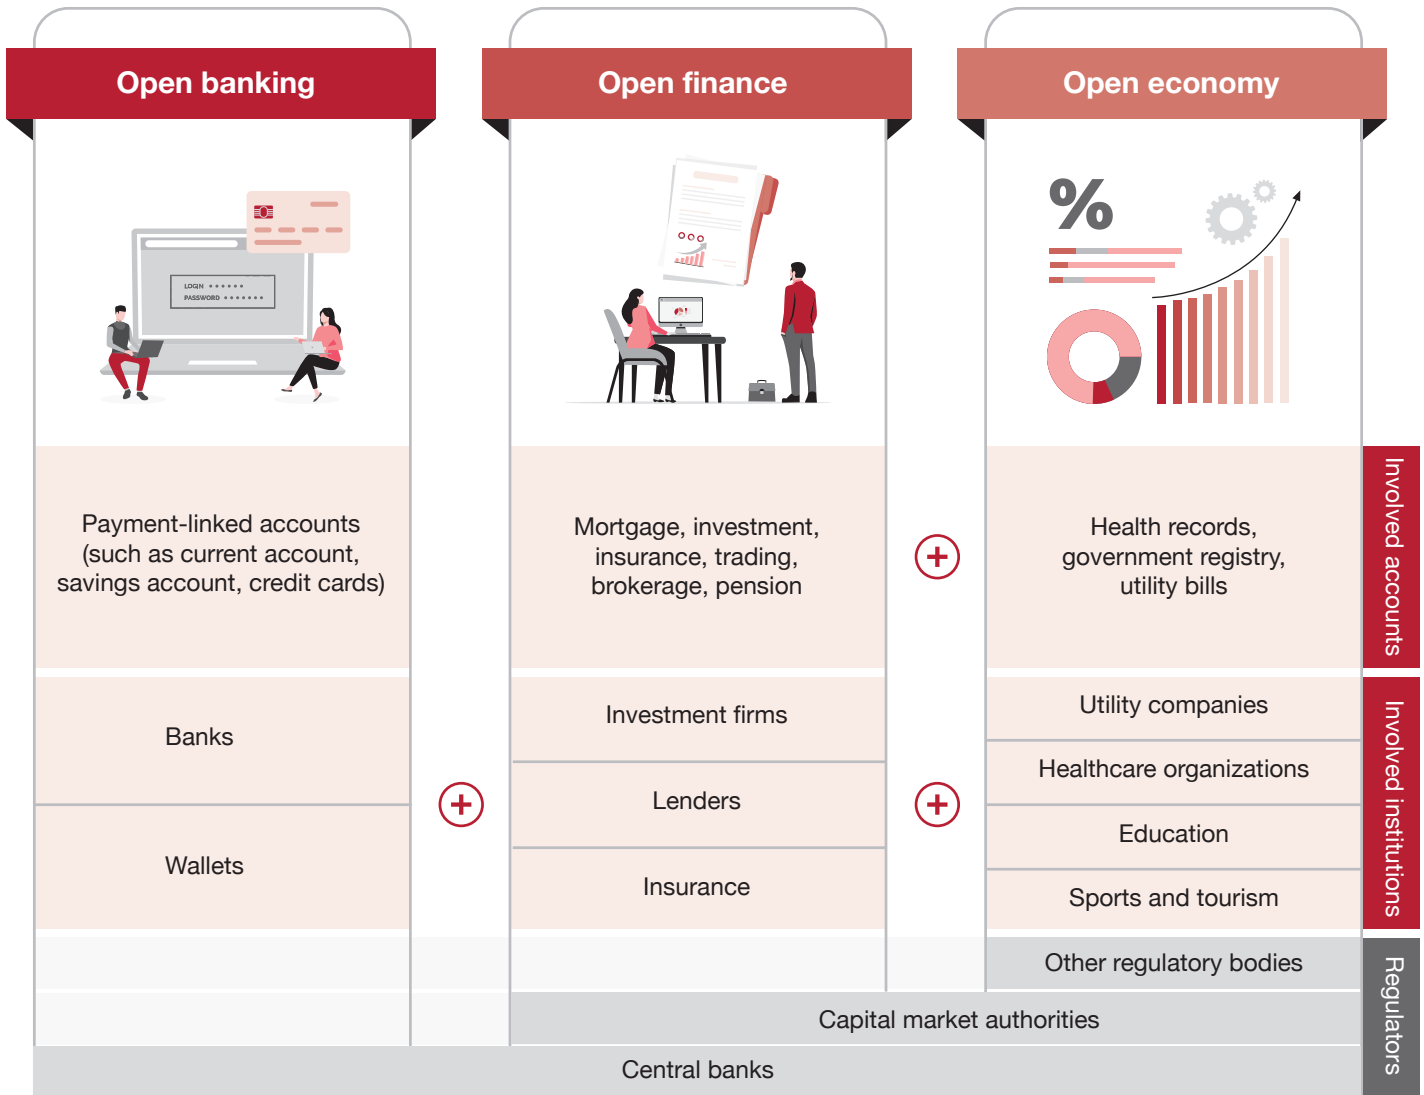 Open banking
Open finance
Open economy
LOGIN
PASSWORD
%
Payment-linked accounts
(such as current account,
savings account, credit cards)
Mortgage, investment,
insurance, trading,
brokerage, pension
Health records,
government registry,
utility bills
Involved accounts
Banks
Wallets
Investment firms
Lenders
Insurance
Utility companies
Healthcare organizations
Education
Sports and tourism
Involved institutions
Other regulatory bodies
Capital market authorities
Central banks
Regulators